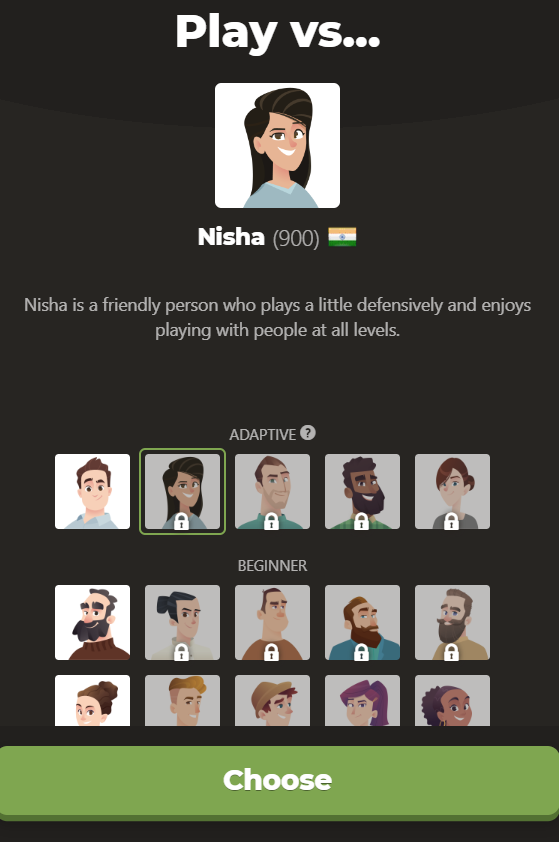 Play vs...
Nisha (900)
Nisha is a friendly person who plays a little defensively and enjoys
playing with people at all levels.
ADAPTIVE ?
BEGINNER
Choose